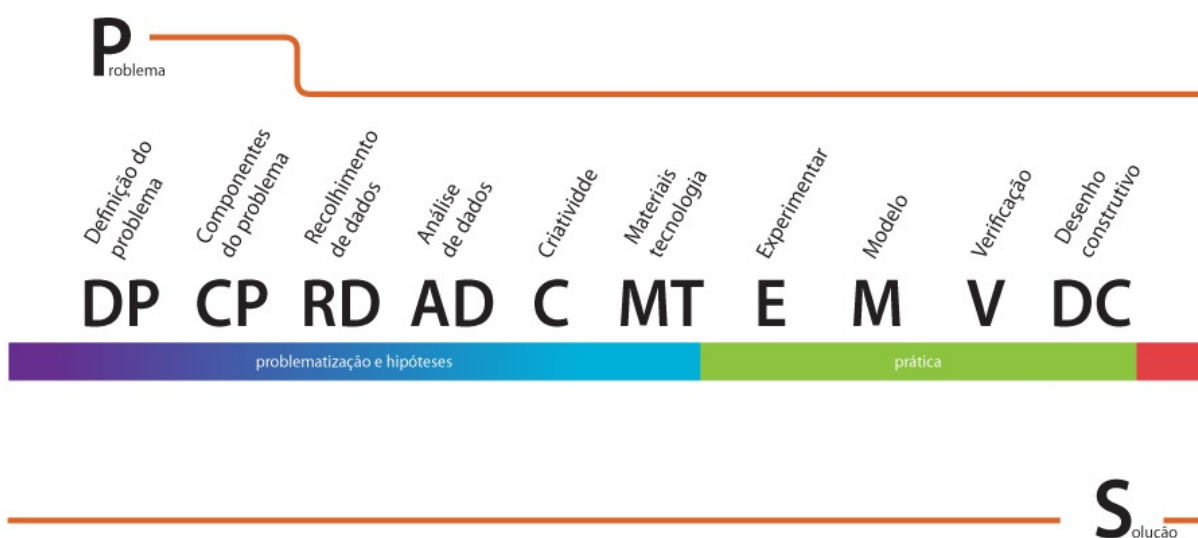 Problema
Definição do
problema
Componentes
do problema
Recolhimento
de dados
Análise
de dados
Criatividde
Materiais
tecnologia
Experimentar
Modelo
Verificação
Desenho
construtivo
DP CP RD AD C MT E M V DC
problematização e hipóteses
prática
Solução